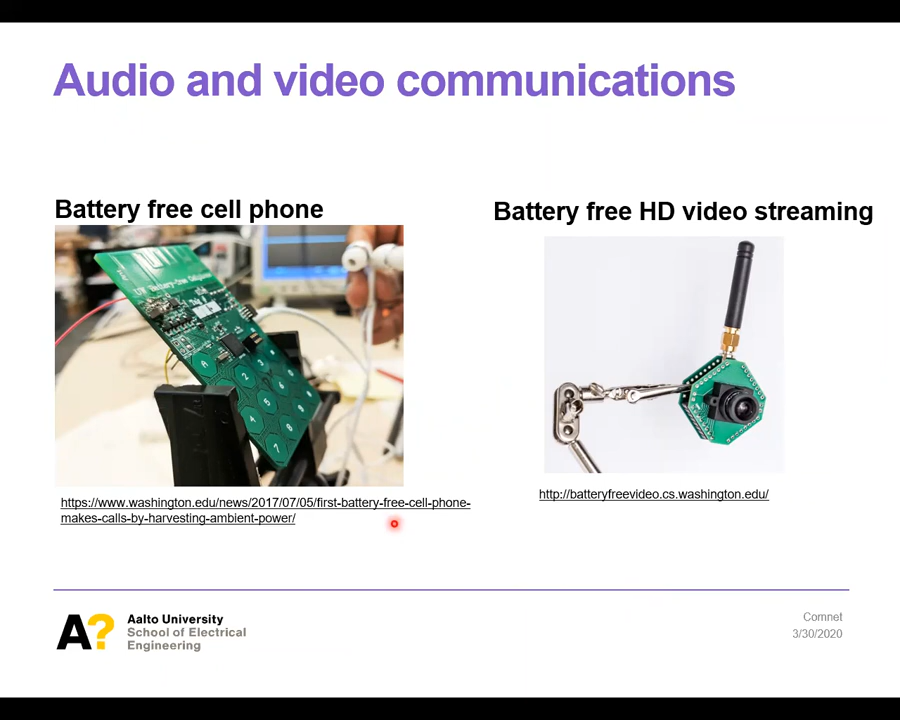 Audio and video communications
Battery free cell phone
Battery free HD video streaming
https://www.washington.edu/news/2017/07/05/first-battery-free-cell-phone-
makes-calls-by-harvesting-ambient-power/
http://batteryfreevideo.cs.washington.edu/
A?
Aalto University
School of Electrical
Engineering
Comnet
3/30/2020